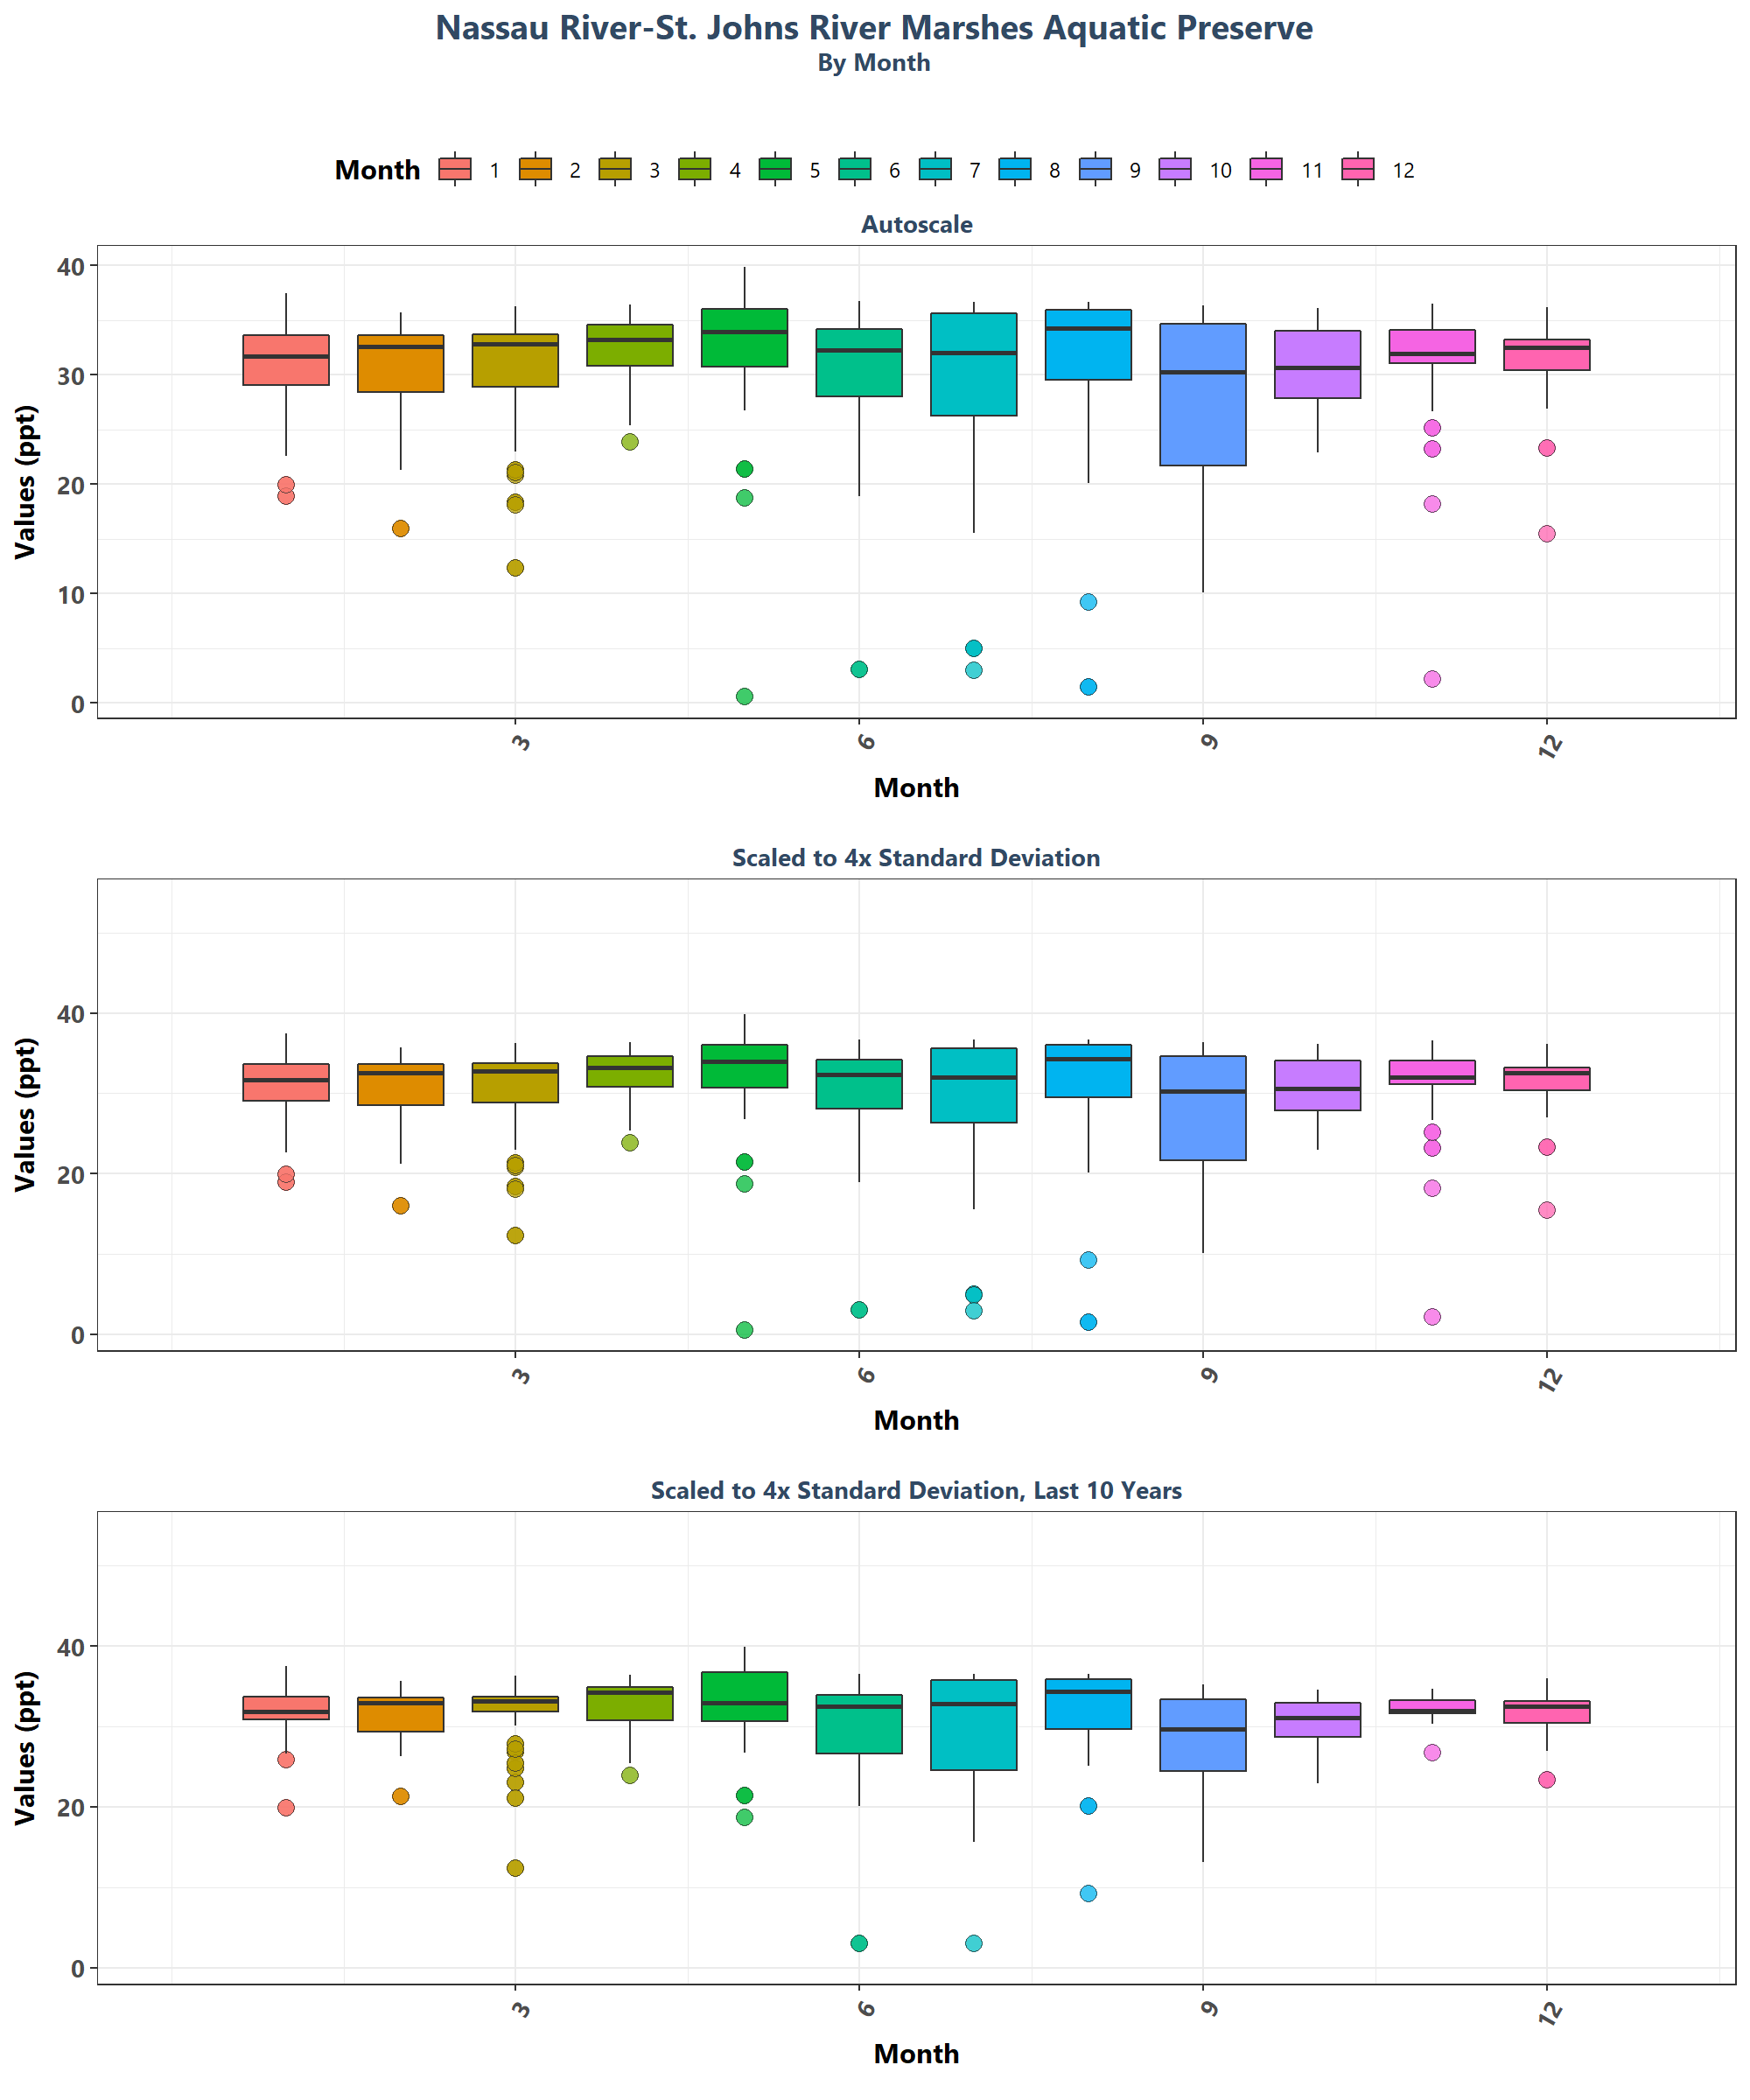 Nassau River-St. Johns River Marshes Aquatic Preserve
By Month
Month 1 2 3 4 5 6 7 8 9 10 11 12
Autoscale
Values (ppt)
40
30
20
10
0
3 6 9 12
Month
Scaled to 4x Standard Deviation
Values (ppt)
40
20
0
3 6 9 12
Month
Scaled to 4x Standard Deviation, Last 10 Years
Values (ppt)
40
20
0
3 6 9 12
Month